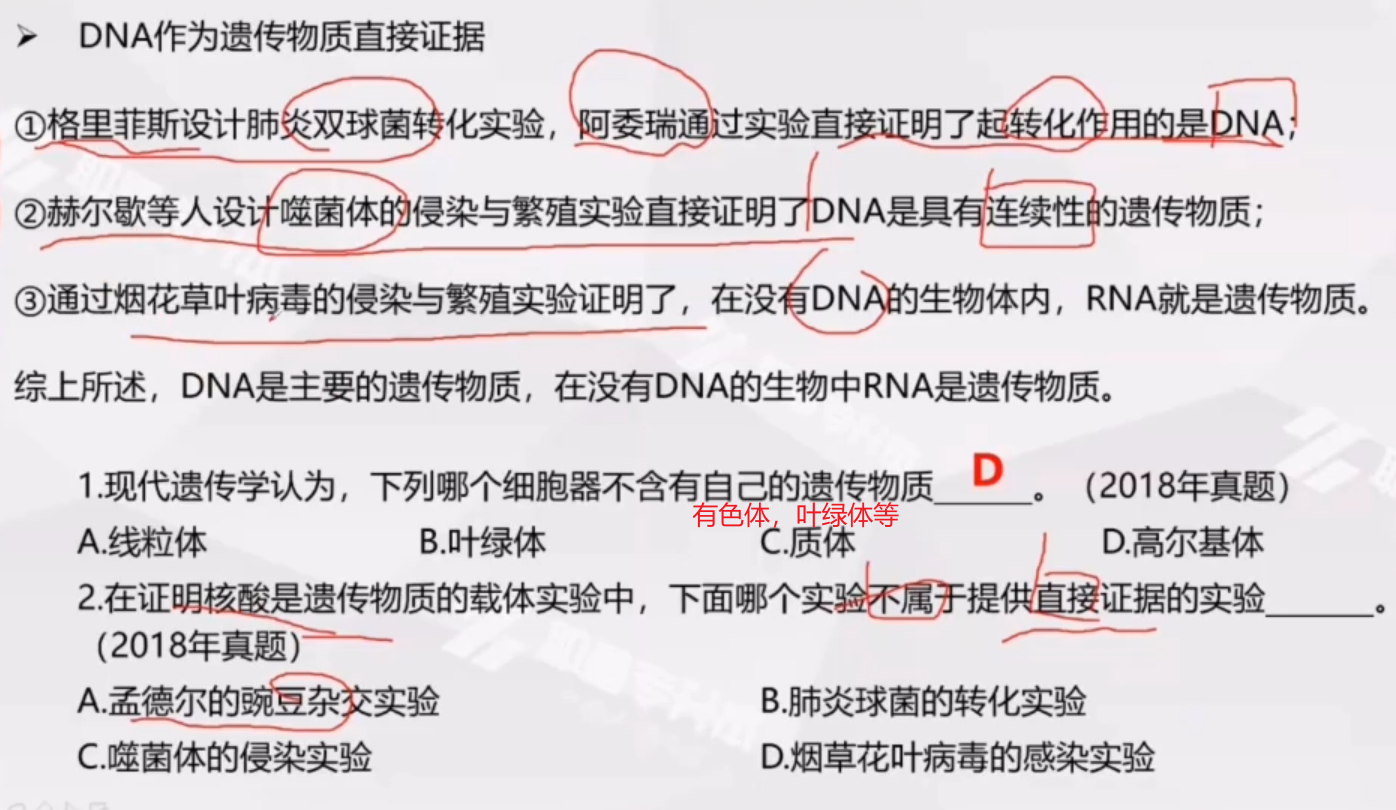 ➤ DNA作为遗传物质直接证据
①格里菲斯设计肺炎双球菌转化实验，阿委瑞通过实验直接证明了起转化作用的是DNA；
②赫尔歇等人设计噬菌体的侵染与繁殖实验直接证明了DNA是具有连续性的遗传物质；
③通过烟花草叶病毒的侵染与繁殖实验证明了，在没有DNA的生物体内，RNA就是遗传物质。
综上所述，DNA是主要的遗传物质，在没有DNA的生物中RNA是遗传物质。
1.现代遗传学认为，下列哪个细胞器不含有自己的遗传物质______。（2018年真题）
D
有色体，叶绿体等
A.线粒体 B.叶绿体 C.质体 D.高尔基体
2.在证明核酸是遗传物质的载体实验中，下面哪个实验不属于提供直接证据的实验_______。
（2018年真题）
A.孟德尔的豌豆杂交实验 B.肺炎球菌的转化实验
C.噬菌体的侵染实验 D.烟草花叶病毒的感染实验